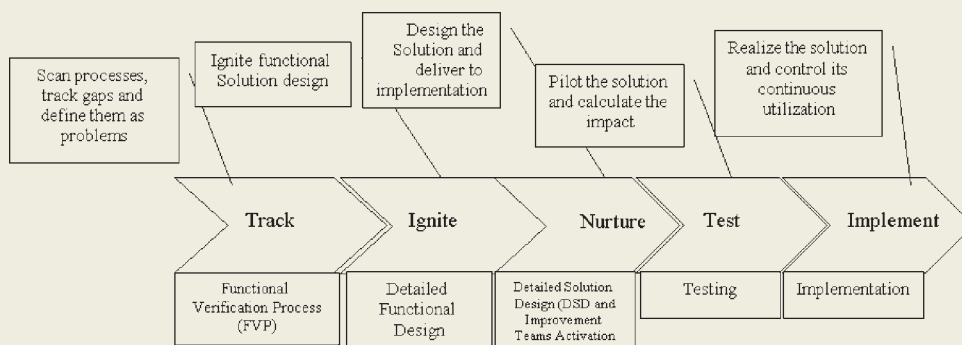 Scan processes,
track gaps and
define them as
problems
Ignite functional
Solution design
Design the
Solution and
deliver to
implementation
Pilot the solution
and calculate the
impact
Realize the solution
and control its
continuous
utilization
Track
Ignite
Nurture
Test
Implement
Functional
Verification Process
(FVP)
Detailed
Functional
Design
Detailed Solution
Design (DSD and
Improvement
Teams Activation
Testing
Implementation